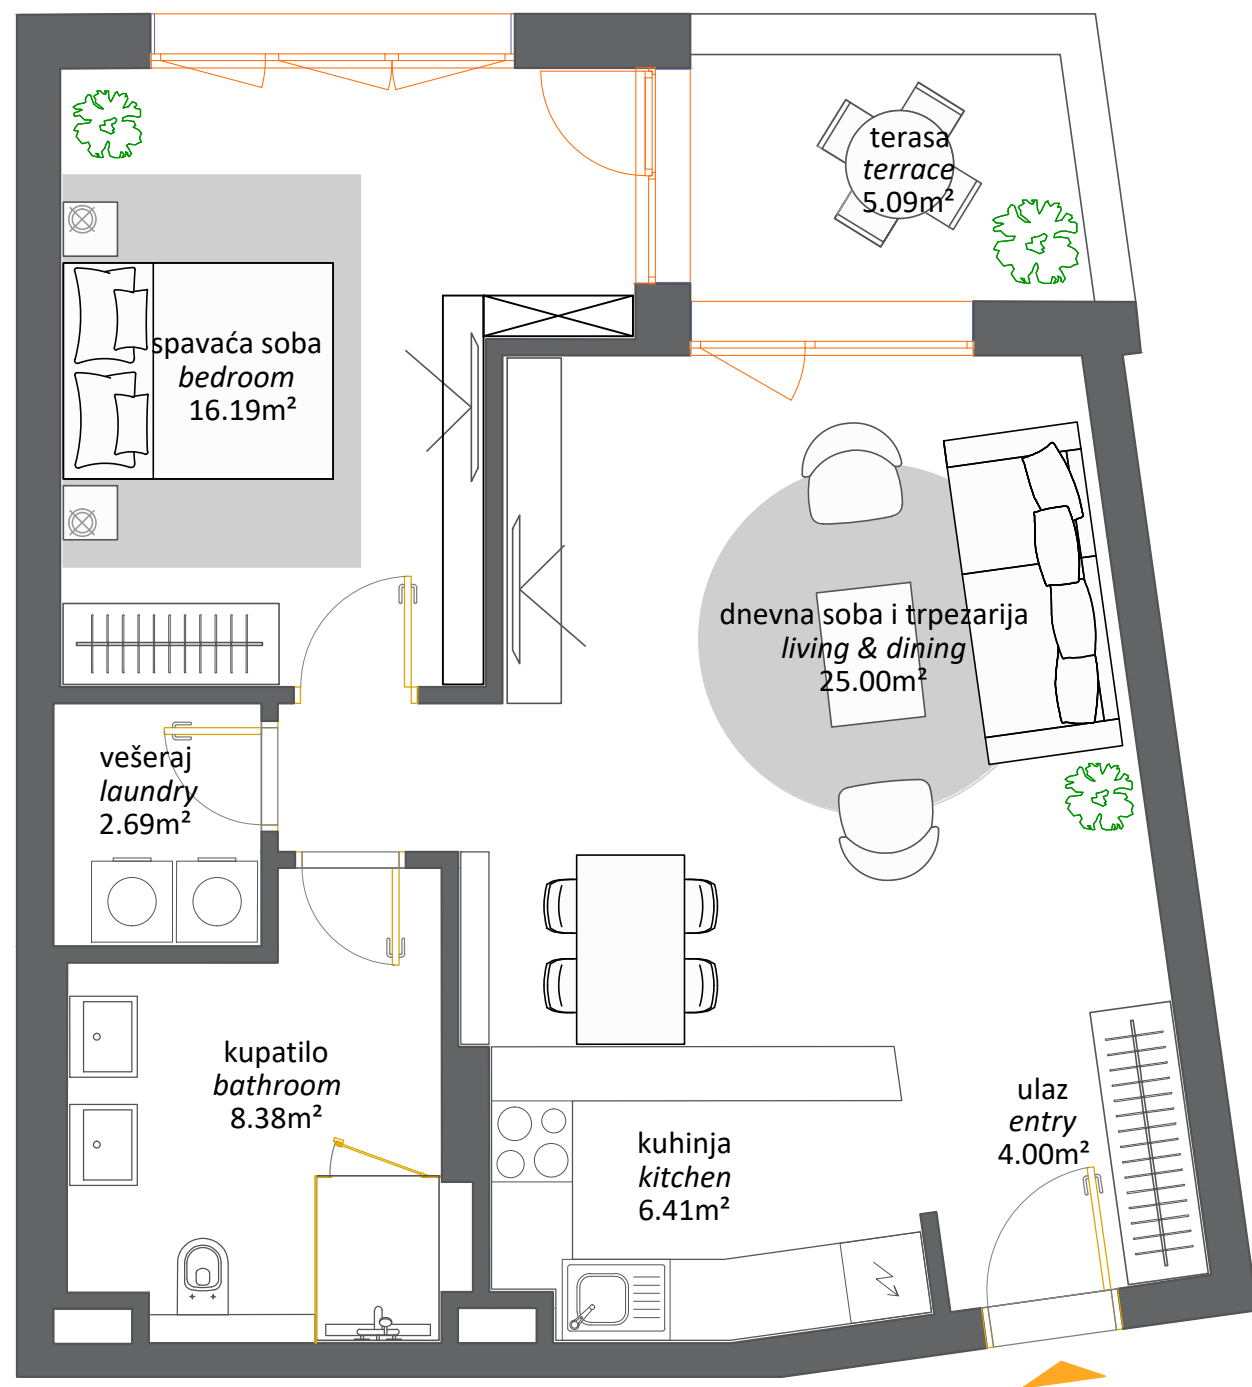 terasa
terrace
5.09m²
spavaća soba
bedroom
16.19m²
dnevna soba i trpezarija
living & dining
25.00m²
vešeraj
laundry
2.69m²
kupatilo
bathroom
8.38m²
kuhinja
kitchen
6.41m²
ulaz
entry
4.00m²